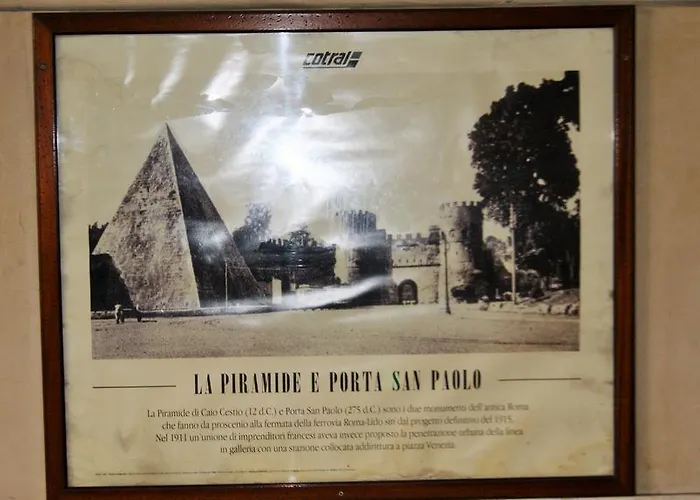 cotral
LA PIRAMIDE E PORTA SAN PAOLO
La Piramide di Caio Cestio (12 d.C.) e Porta San Paolo (275 d.C.) sono i due monumenti dell'antica Roma
che fanno da proscenio alla fermata della ferrovia Roma-Lido sin dal progetto definitivo del 1915.
Nel 1911 un'unione di imprenditori francesi aveva invece proposto la penetrazione urbana della linea
in galleria con una stazione collocata addirittura a piazza Venezia.